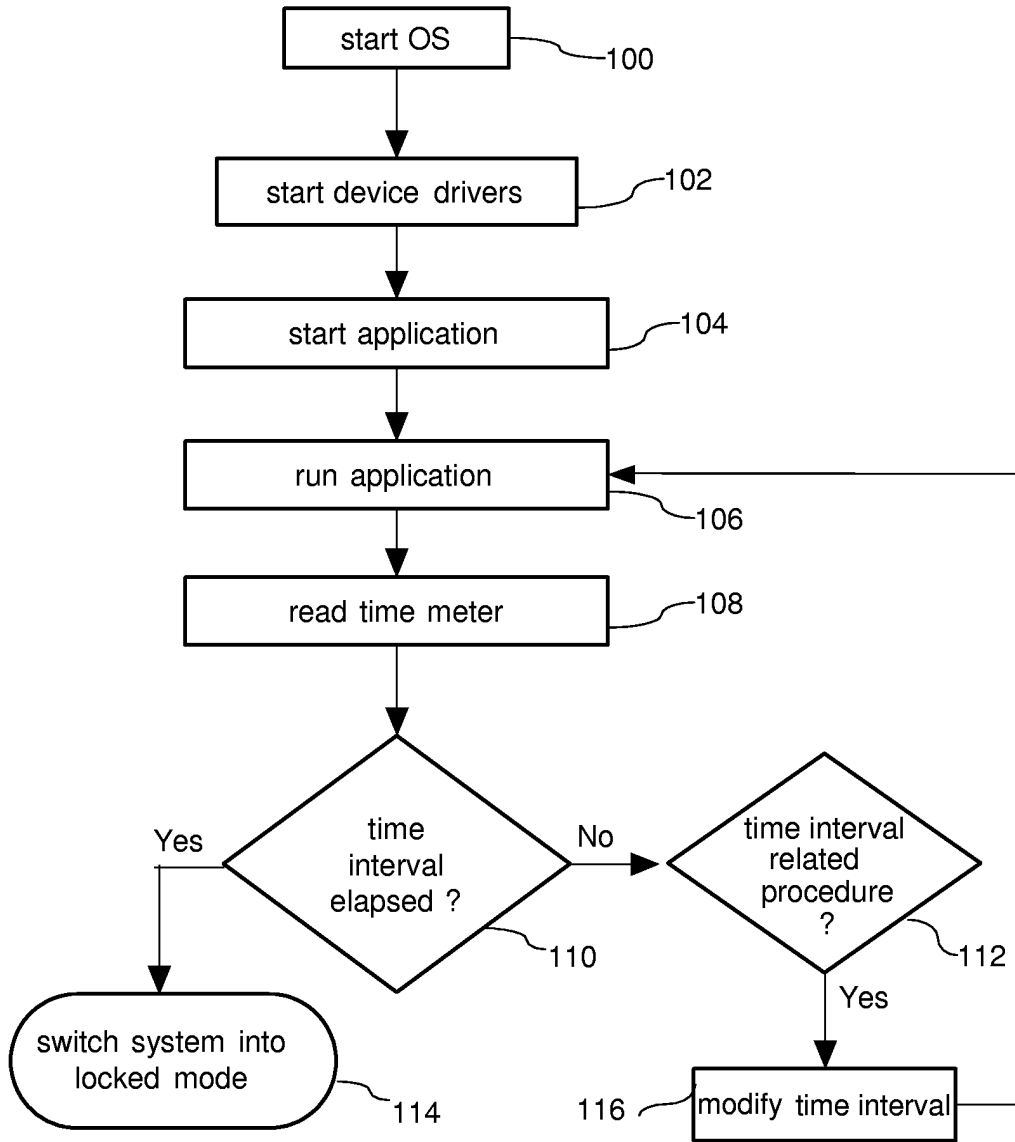 start OS
100
start device drivers
102
start application
104
run application
106
read time meter
108
time
interval
elapsed ?
110
Yes
No
time interval
related
procedure
?
112
Yes
switch system into
locked mode
114
116
modify time interval